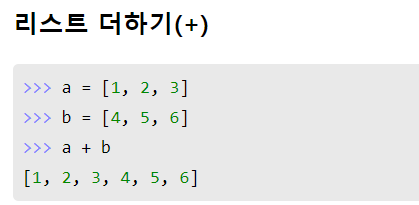 리스트 더하기(+)
>>> a = [1, 2, 3]
>>> b = [4, 5, 6]
>>> a + b
[1, 2, 3, 4, 5, 6]